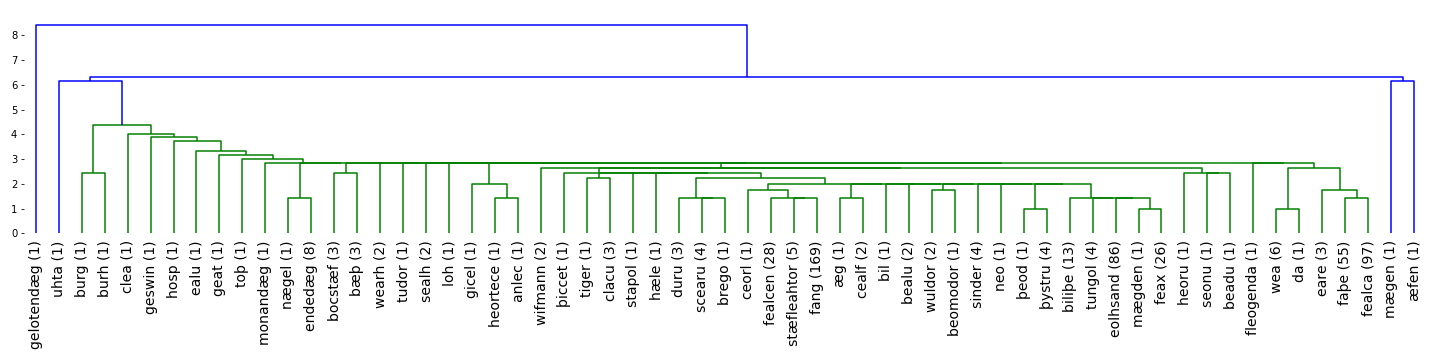 8
7
6
5
4
3
2
1
0
gelotendæg (1)
uhta (1)
burg (1)
burh (1)
clea (1)
geswin (1)
hosp (1)
ealu (1)
geat (1)
toþ (1)
monandæg (1)
nægel (1)
endedæg (8)
bocstæf (3)
bæþ (3)
wearh (2)
tudor (1)
sealh (2)
loh (1)
gicel (1)
heortece (1)
anlec (1)
wifmann (2)
þiccet (1)
tiger (1)
clacu (3)
stapol (1)
hæle (1)
duru (3)
scearu (4)
brego (1)
ceorl (1)
fealcen (28)
stæfleahtor (5)
fang (169)
æg (1)
cealf (2)
bil (1)
bealu (2)
wuldor (2)
beomodor (1)
sinder (4)
neo (1)
þeod (1)
þystru (4)
biliþe (13)
tungol (4)
eolhsand (86)
mægden (1)
feax (26)
heoru (1)
seonu (1)
beadu (1)
fleogenda (1)
wea (6)
da (1)
eare (3)
faþe (55)
fealca (97)
mægen (1)
æfen (1)